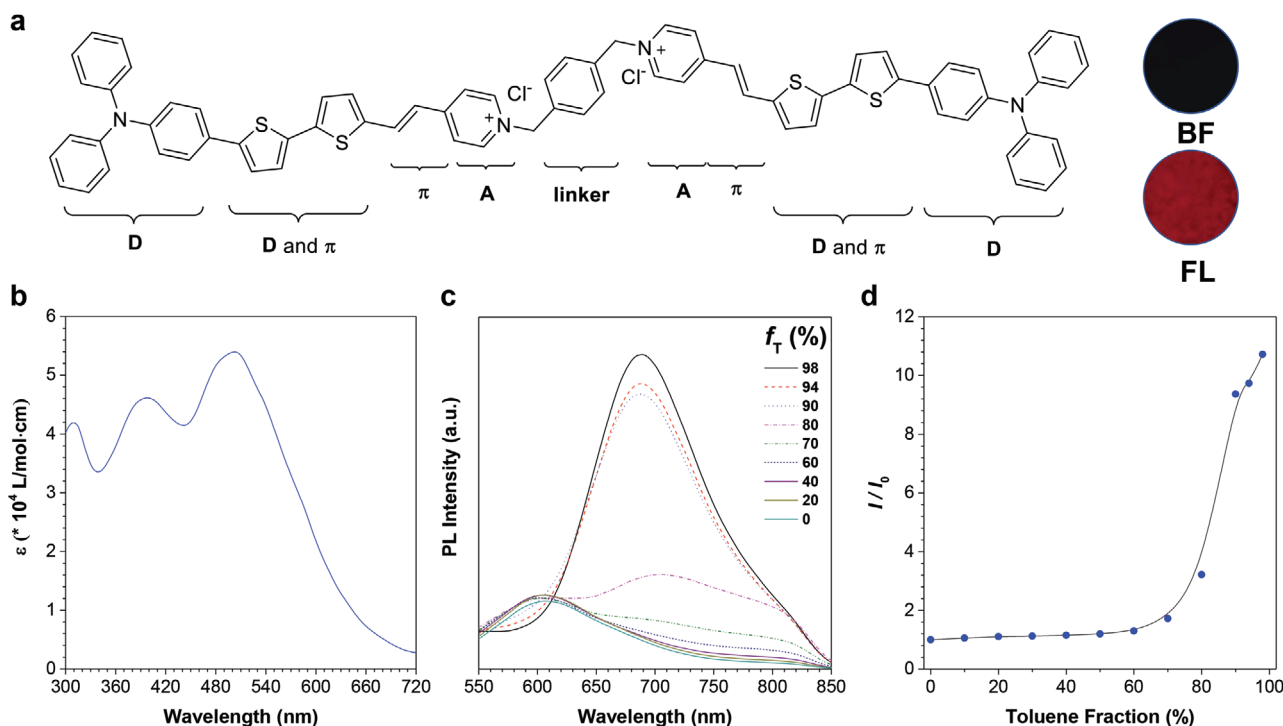 a
N
S
S
N
+
Cl-
N
+
Cl-
S
S
N
BF
FL
π
A
linker
A
π
D
D and π
D and π
D
b
6
5
4
3
2
1
0
300 360 420 480 540 600 660 720
ε (* 10⁴ L/mol·cm)
Wavelength (nm)
c
fT (%)
98
94
90
80
70
60
40
20
0
PL Intensity (a.u.)
550 600 650 700 750 800 850
Wavelength (nm)
d
12
10
8
6
4
2
0
0 20 40 60 80 100
I / I0
Toluene Fraction (%)